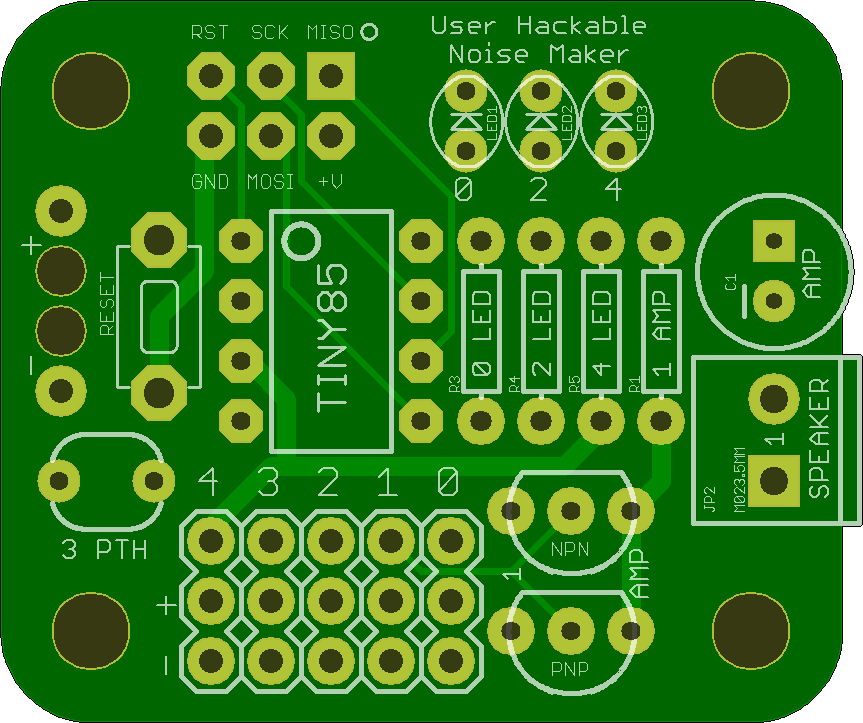 RST SCK MISO
User Hackable
Noise Maker
LED1
LED2
LED3
GND MOSI +V
0 2 4
+
-
RESET
TINY85
0 LED
2 LED
4 LED
1 AMP
R3
R4
R5
R1
C1
AMP
SPEAKER
1
JP2
M023.5MM
3 PTH
4 3 2 1 0
+
-
NPN
1
AMP
PNP